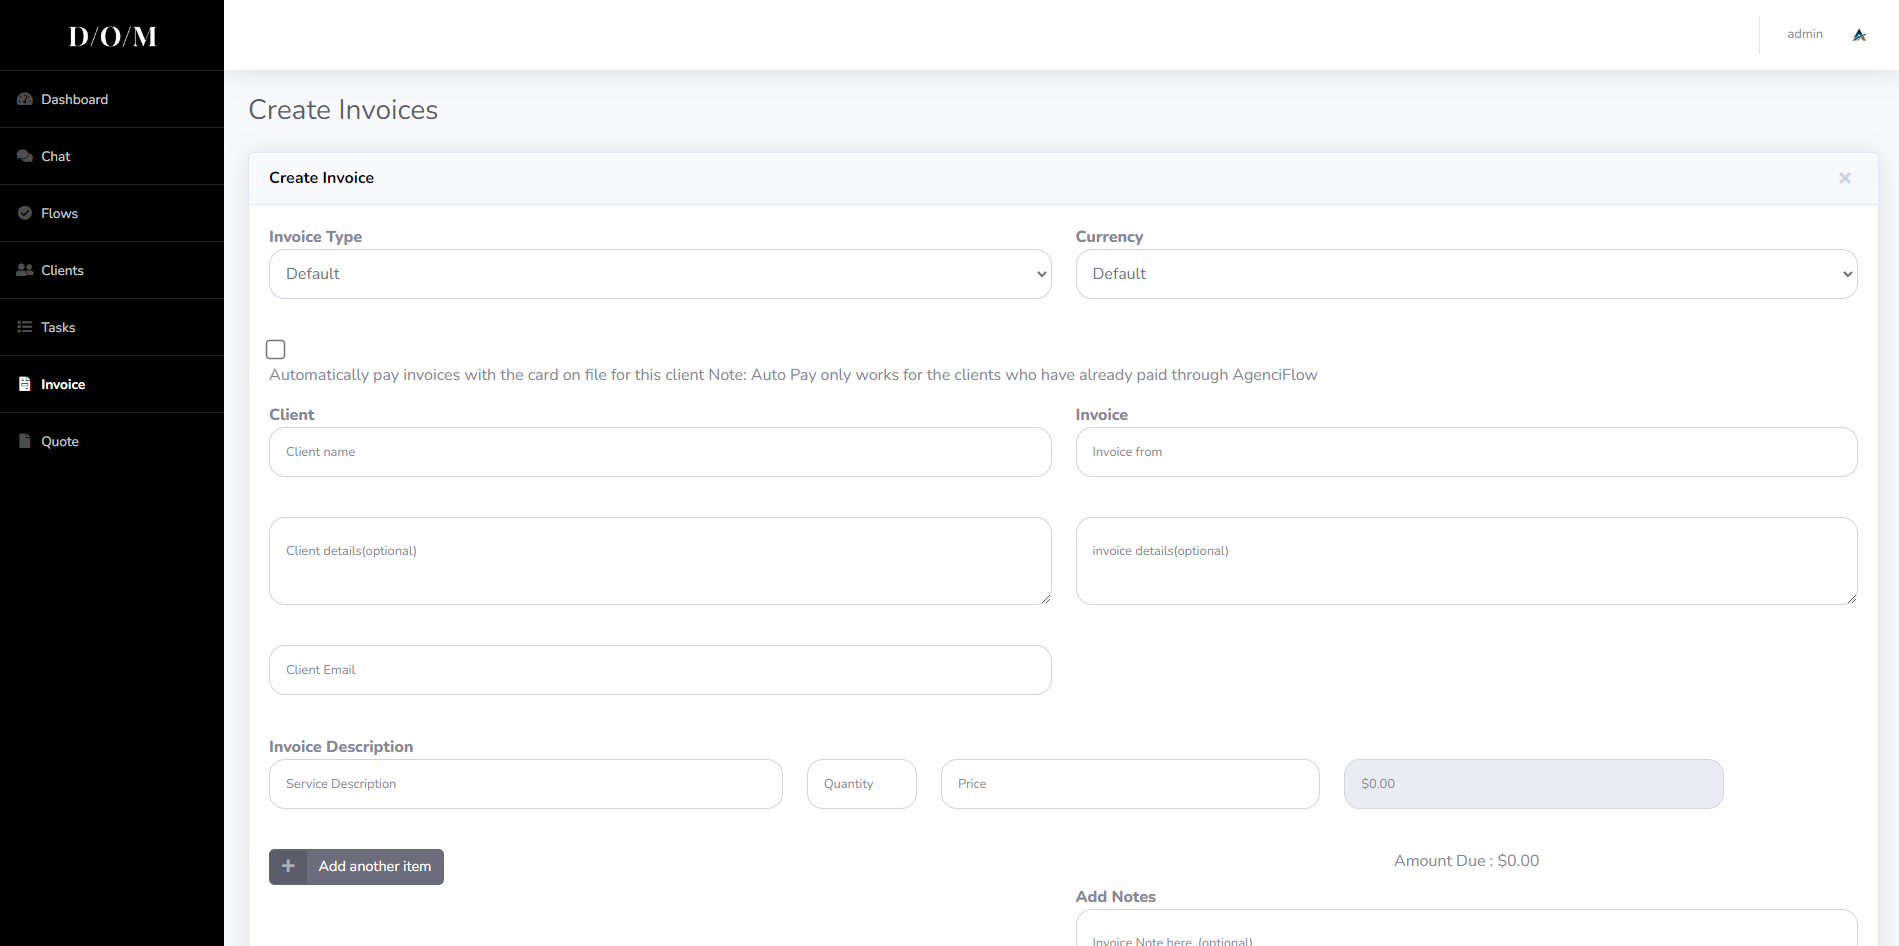 D/O/M
admin
Dashboard
Chat
Flows
Clients
Tasks
Invoice
Quote
Create Invoices
Create Invoice
Invoice Type
Currency
Default
Default
Automatically pay invoices with the card on file for this client Note: Auto Pay only works for the clients who have already paid through AgenciFlow
Client
Invoice
Client name
Invoice from
Client details(optional)
invoice details(optional)
Client Email
Invoice Description
Service Description
Quantity
Price
$0.00
Add another item
Amount Due : $0.00
Add Notes
Invoice Note here..(optional)